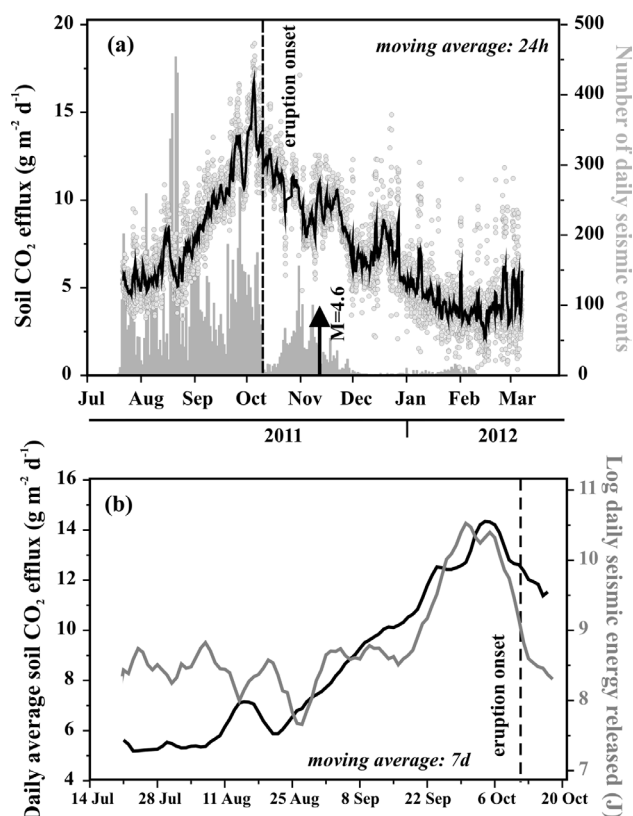 (a)
moving average: 24h
eruption onset
M=4.6
Soil CO₂ efflux (g m⁻² d⁻¹)
20
15
10
5
0
Number of daily
seismic events
500
400
300
200
100
0
Jul Aug Sep Oct Nov Dec Jan Feb Mar
2011 2012
(b)
moving average: 7d
eruption onset
Daily average soil CO₂ efflux (g m⁻² d⁻¹)
16
14
12
10
8
6
4
Log daily seismic energy
released (J)
11
10
9
8
7
14 Jul 28 Jul 11 Aug 25 Aug 8 Sep 22 Sep 6 Oct 20 Oct